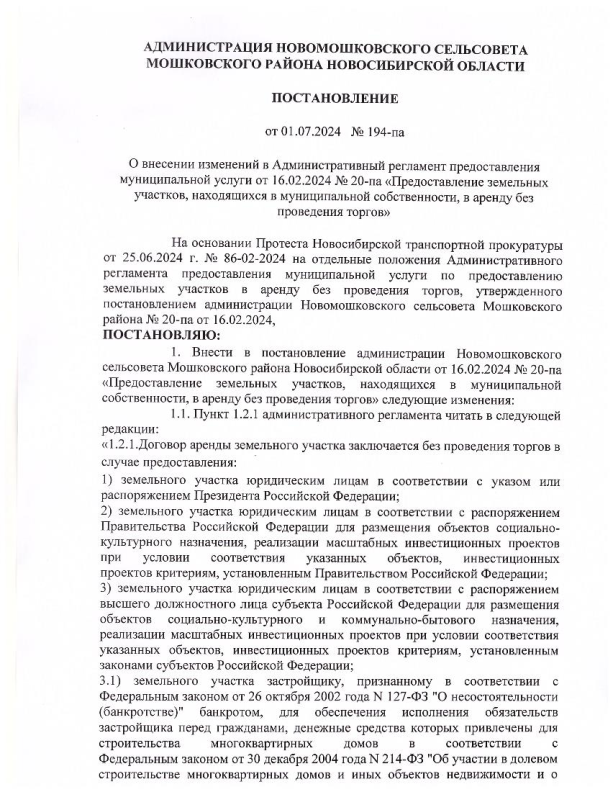 АДМИНИСТРАЦИЯ НОВОМОШКОВСКОГО СЕЛЬСОВЕТА
МОШКОВСКОГО РАЙОНА НОВОСИБИРСКОЙ ОБЛАСТИ
ПОСТАНОВЛЕНИЕ
от 01.07.2024 № 194-па
О внесении изменений в Административный регламент предоставления
муниципальной услуги от 16.02.2024 № 20-па «Предоставление земельных
участков, находящихся в муниципальной собственности, в аренду без
проведения торгов»
На основании Протеста Новосибирской транспортной прокуратуры
от 25.06.2024 г. № 86-02-2024 на отдельные положения Административного
регламента предоставления муниципальной услуги по предоставлению
земельных участков в аренду без проведения торгов, утвержденного
постановлением администрации Новомошковского сельсовета Мошковского
района № 20-па от 16.02.2024,
ПОСТАНОВЛЯЮ:
1. Внести в постановление администрации Новомошковского
сельсовета Мошковского района Новосибирской области от 16.02.2024 № 20-па
«Предоставление земельных участков, находящихся в муниципальной
собственности, в аренду без проведения торгов» следующие изменения:
1.1. Пункт 1.2.1 административного регламента читать в следующей
редакции:
«1.2.1.Договор аренды земельного участка заключается без проведения торгов в
случае предоставления:
1) земельного участка юридическим лицам в соответствии с указом или
распоряжением Президента Российской Федерации;
2) земельного участка юридическим лицам в соответствии с распоряжением
Правительства Российской Федерации для размещения объектов социально-
культурного назначения, реализации масштабных инвестиционных проектов
при условии соответствия указанных объектов, инвестиционных
проектов критериям, установленным Правительством Российской Федерации;
3) земельного участка юридическим лицам в соответствии с распоряжением
высшего должностного лица субъекта Российской Федерации для размещения
объектов социально-культурного и коммунально-бытового назначения,
реализации масштабных инвестиционных проектов при условии соответствия
указанных объектов, инвестиционных проектов критериям, установленным
законами субъектов Российской Федерации;
3.1) земельного участка застройщику, признанному в соответствии с
Федеральным законом от 26 октября 2002 года N 127-ФЗ "О несостоятельности
(банкротстве)" банкротом, для обеспечения исполнения обязательств
застройщика перед гражданами, денежные средства которых привлечены для
строительства многоквартирных домов в соответствии с
Федеральным законом от 30 декабря 2004 года N 214-ФЗ "Об участии в долевом
строительстве многоквартирных домов и иных объектов недвижимости и о